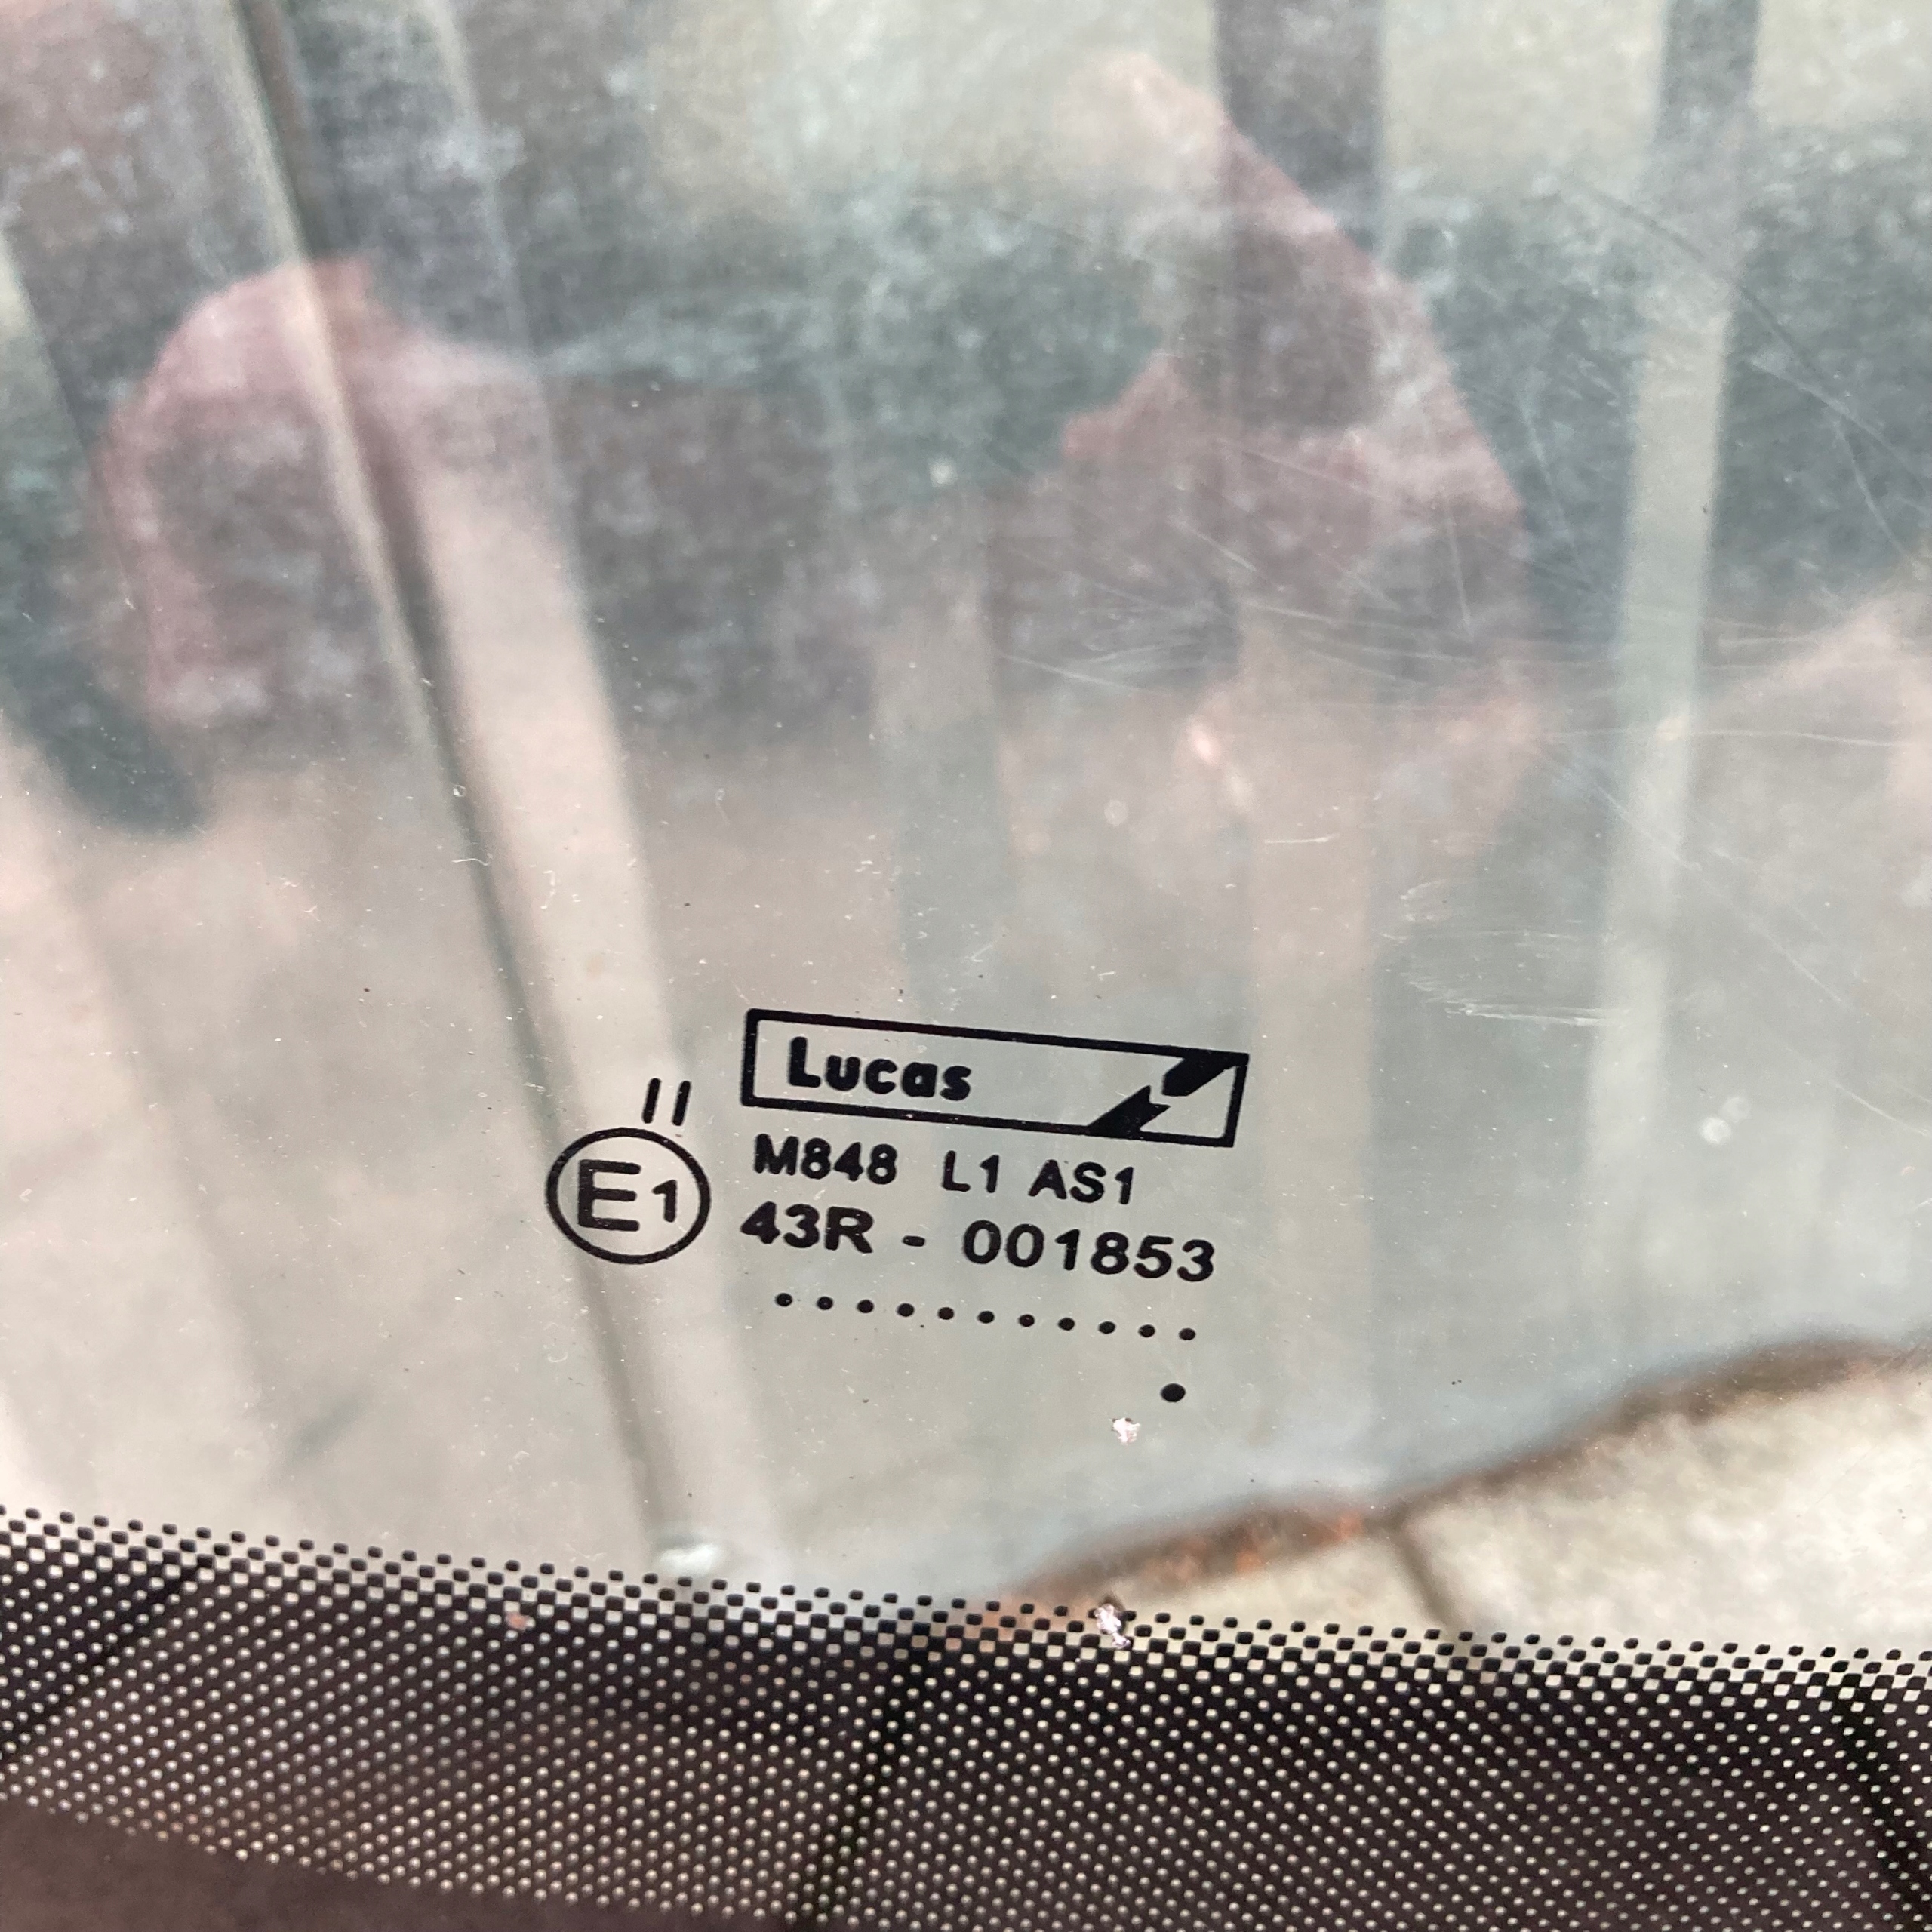 Lucas
II
E1
M848 L1 AS1
43R - 001853
...........
.